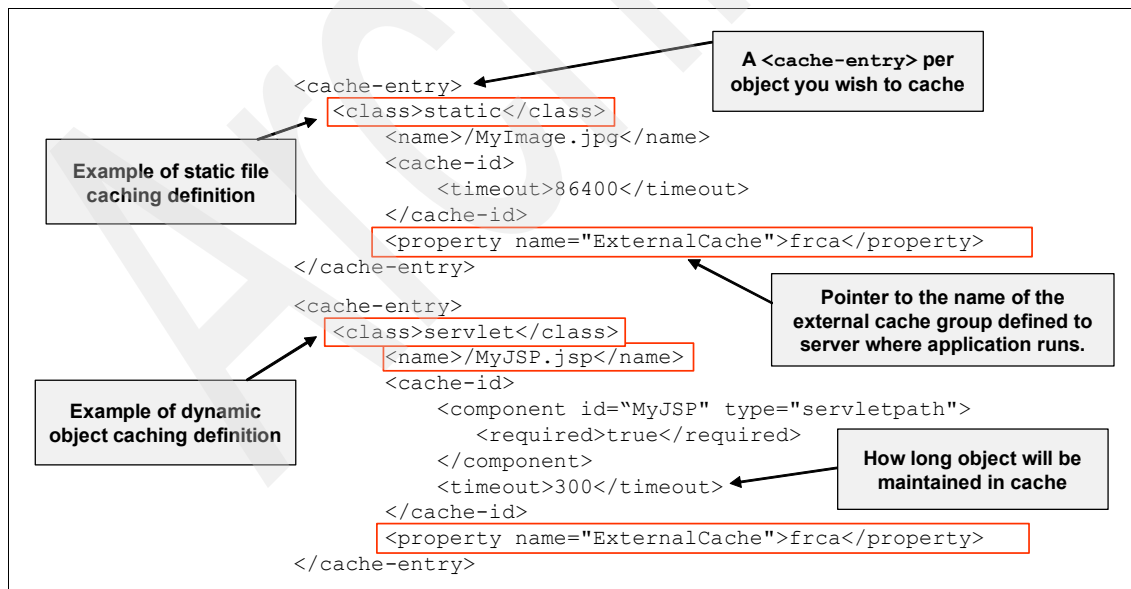 A <cache-entry> per
object you wish to cache
<cache-entry>
<class>static</class>
<name>/MyImage.jpg</name>
<cache-id>
<timeout>86400</timeout>
</cache-id>
<property name="ExternalCache">frca</property>
</cache-entry>
Example of static file
caching definition
Pointer to the name of the
external cache group defined to
server where application runs.
<cache-entry>
<class>servlet</class>
<name>/MyJSP.jsp</name>
<cache-id>
<component id=“MyJSP" type="servletpath">
<required>true</required>
</component>
<timeout>300</timeout>
</cache-id>
<property name="ExternalCache">frca</property>
</cache-entry>
Example of dynamic
object caching definition
How long object will be
maintained in cache